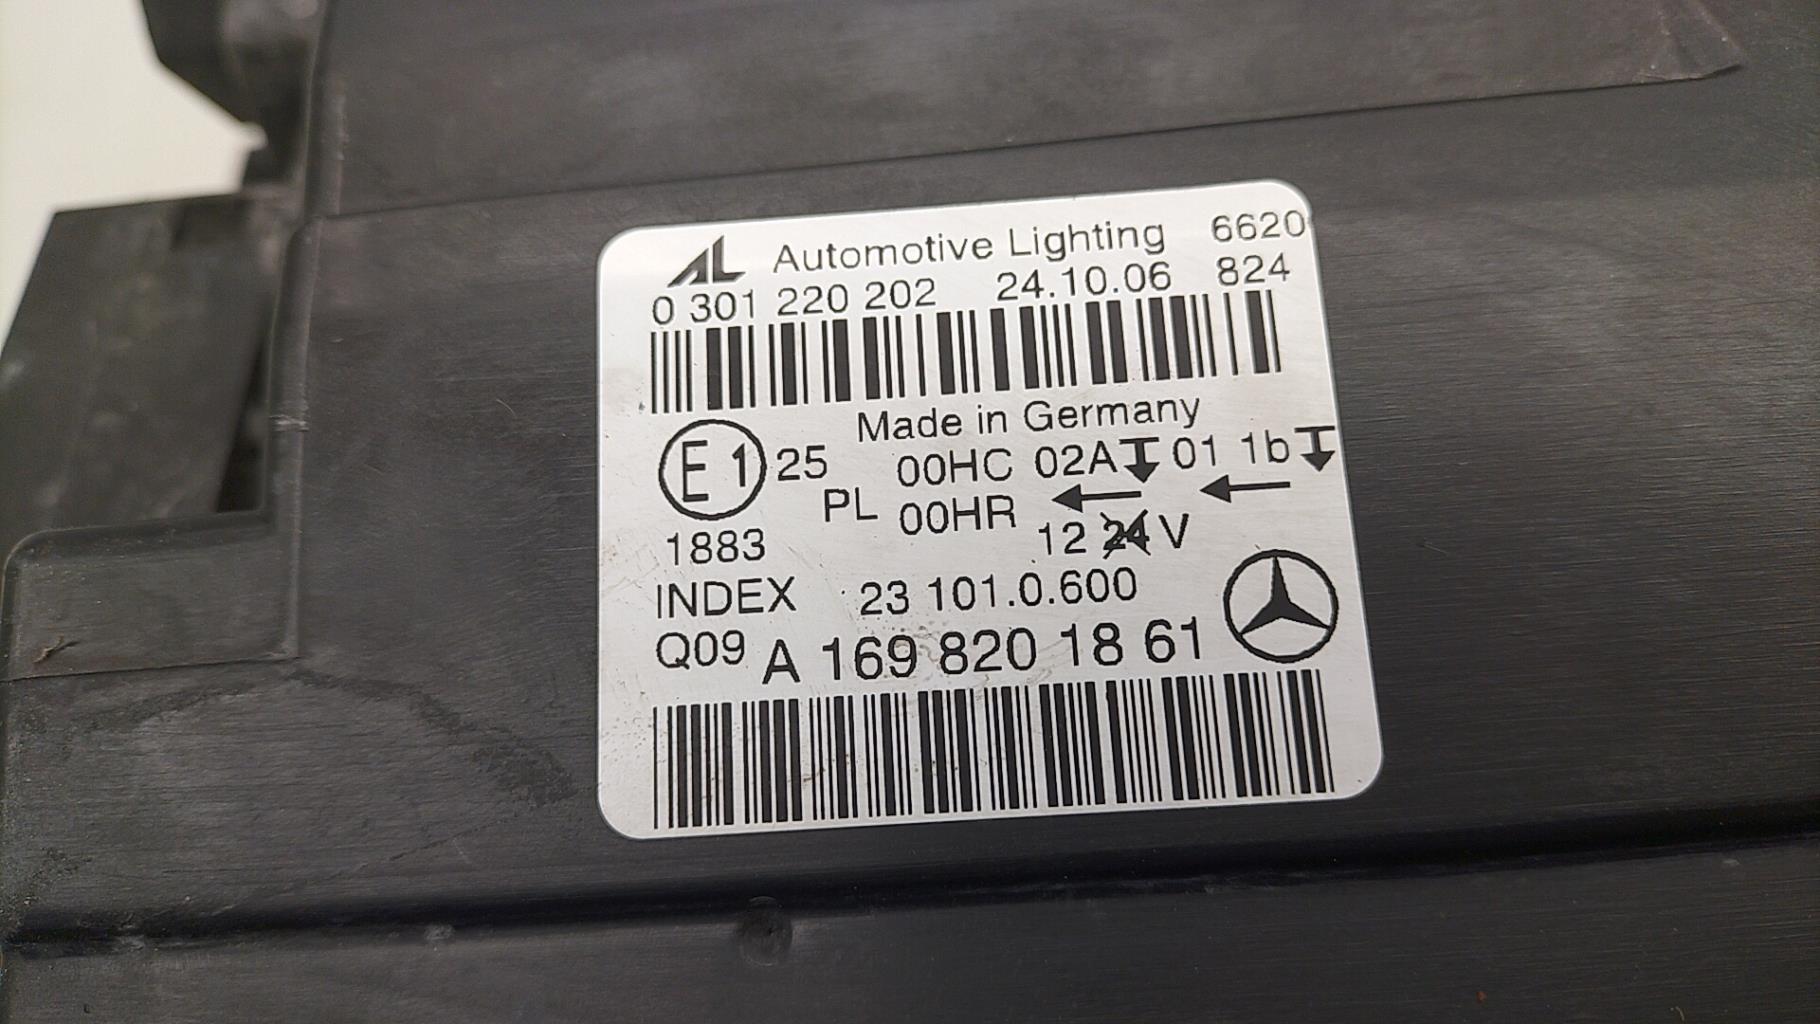 AL Automotive Lighting 6620
0 301 220 202 24.10.06 824
Made in Germany
E1 25 00HC 02A 01 1b
PL 00HR
1883 12 24 V
INDEX 23 101.0.600
Q09 A 169 820 18 61